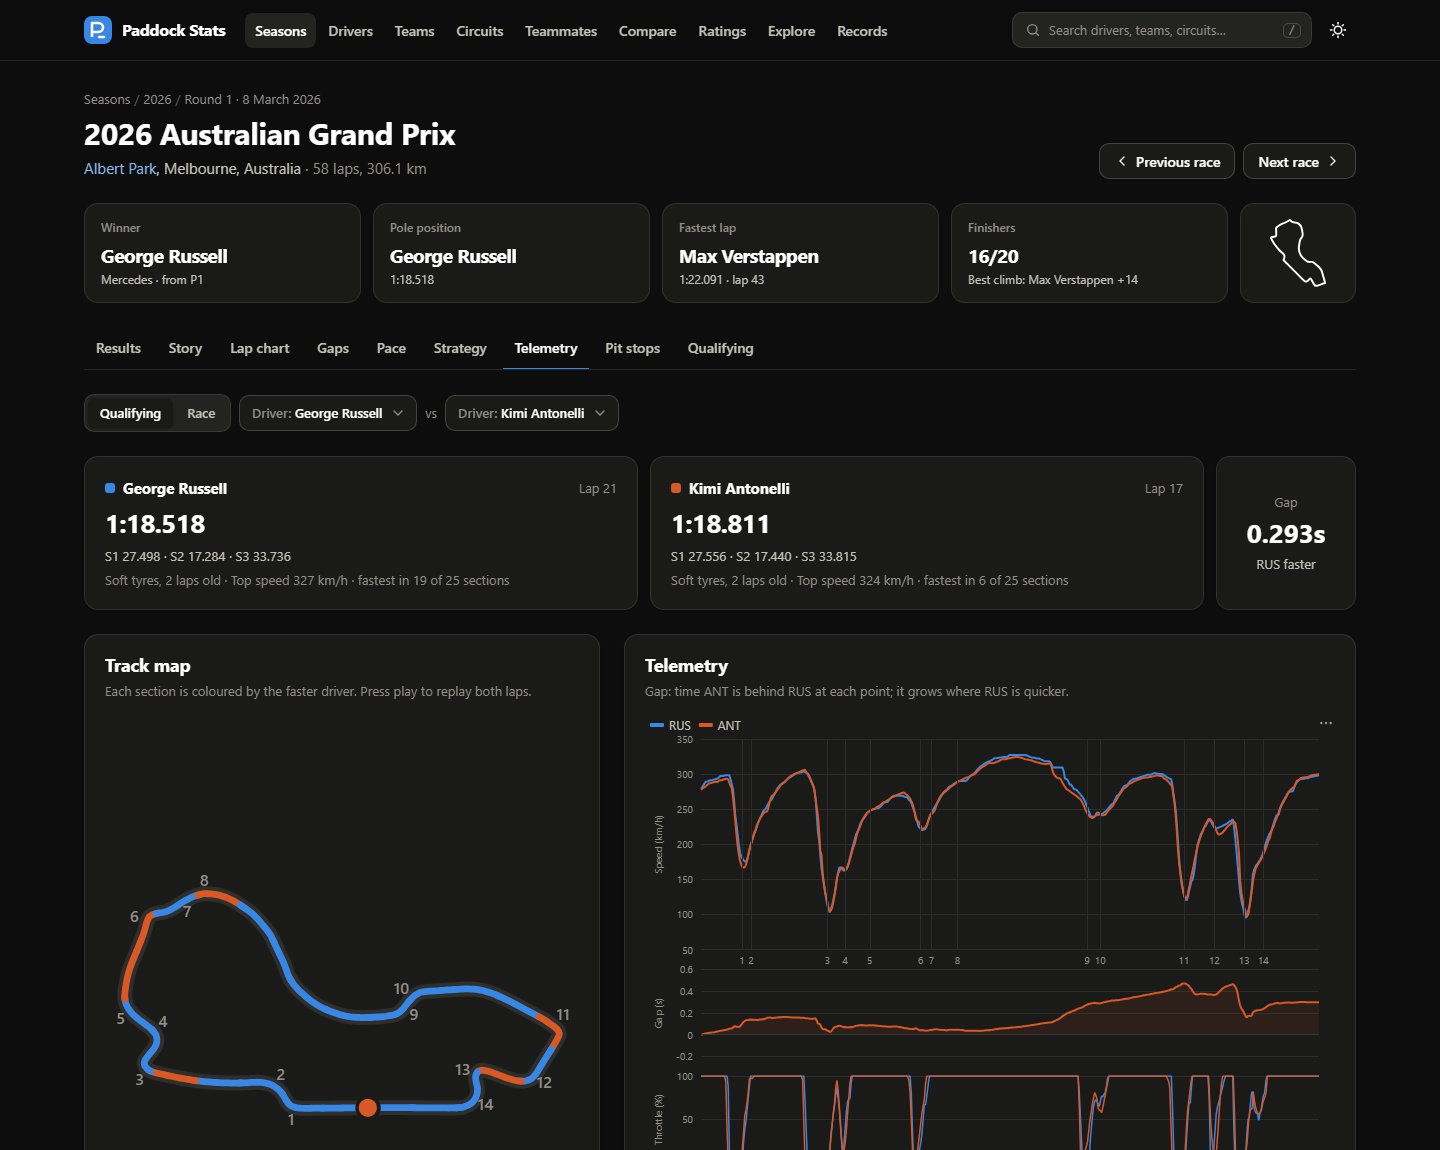 Paddock Stats
Seasons Drivers Teams Circuits Teammates Compare Ratings Explore Records
Search drivers, teams, circuits... /
Seasons / 2026 / Round 1 · 8 March 2026
2026 Australian Grand Prix
Albert Park, Melbourne, Australia · 58 laps, 306.1 km
Previous race Next race
Winner
George Russell
Mercedes · from P1
Pole position
George Russell
1:18.518
Fastest lap
Max Verstappen
1:22.091 · lap 43
Finishers
16/20
Best climb: Max Verstappen +14
Results Story Lap chart Gaps Pace Strategy Telemetry Pit stops Qualifying
Qualifying Race Driver: George Russell vs Driver: Kimi Antonelli
George Russell Lap 21
1:18.518
S1 27.498 · S2 17.284 · S3 33.736
Soft tyres, 2 laps old · Top speed 327 km/h · fastest in 19 of 25 sections
Kimi Antonelli Lap 17
1:18.811
S1 27.556 · S2 17.440 · S3 33.815
Soft tyres, 2 laps old · Top speed 324 km/h · fastest in 6 of 25 sections
Gap
0.293s
RUS faster
Track map
Each section is coloured by the faster driver. Press play to replay both laps.
8
6 7
10
5 4 9 11
3 2 13 12
1 14
Telemetry
Gap: time ANT is behind RUS at each point; it grows where RUS is quicker.
RUS ANT ...
Speed (km/h)
350
300
250
200
150
100
50
1 2 3 4 5 6 7 8 9 10 11 12 13 14
Gap (s)
0.6
0.4
0.2
0
-0.2
Throttle (%)
100
50